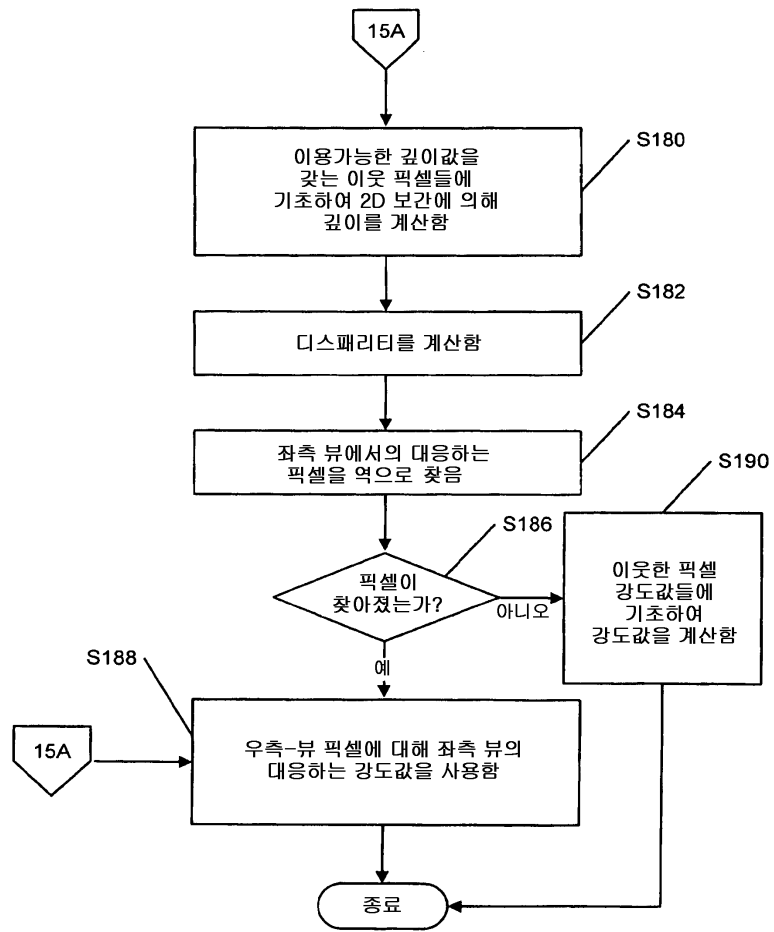 15A
S180
이용가능한 깊이값을
갖는 이웃 픽셀들에
기초하여 2D 보간에 의해
깊이를 계산함
S182
디스패리티를 계산함
S184
좌측 뷰에서의 대응하는
픽셀을 역으로 찾음
S190
S186
픽셀이
찾아졌는가?
아니오
이웃한 픽셀
강도값들에
기초하여
강도값을 계산함
예
S188
15A
우측-뷰 픽셀에 대해 좌측 뷰의
대응하는 강도값을 사용함
종료